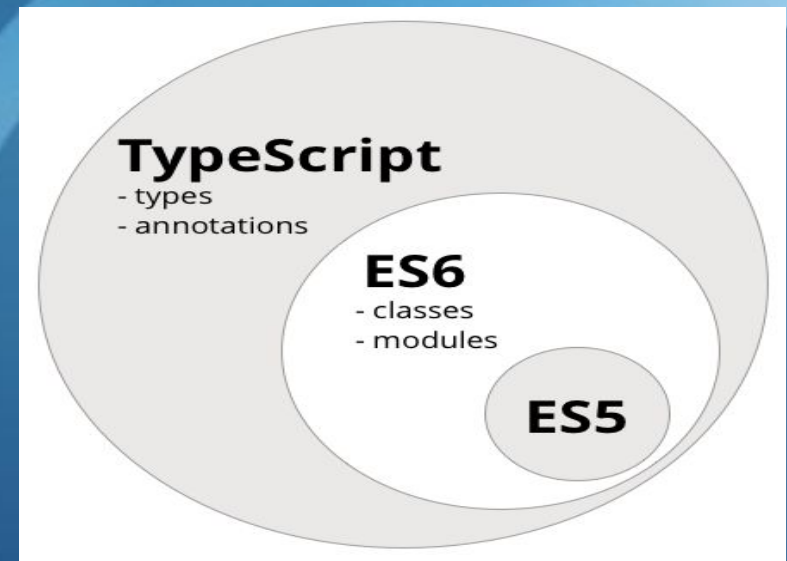 TypeScript
- types
- annotations
ES6
- classes
- modules
ES5